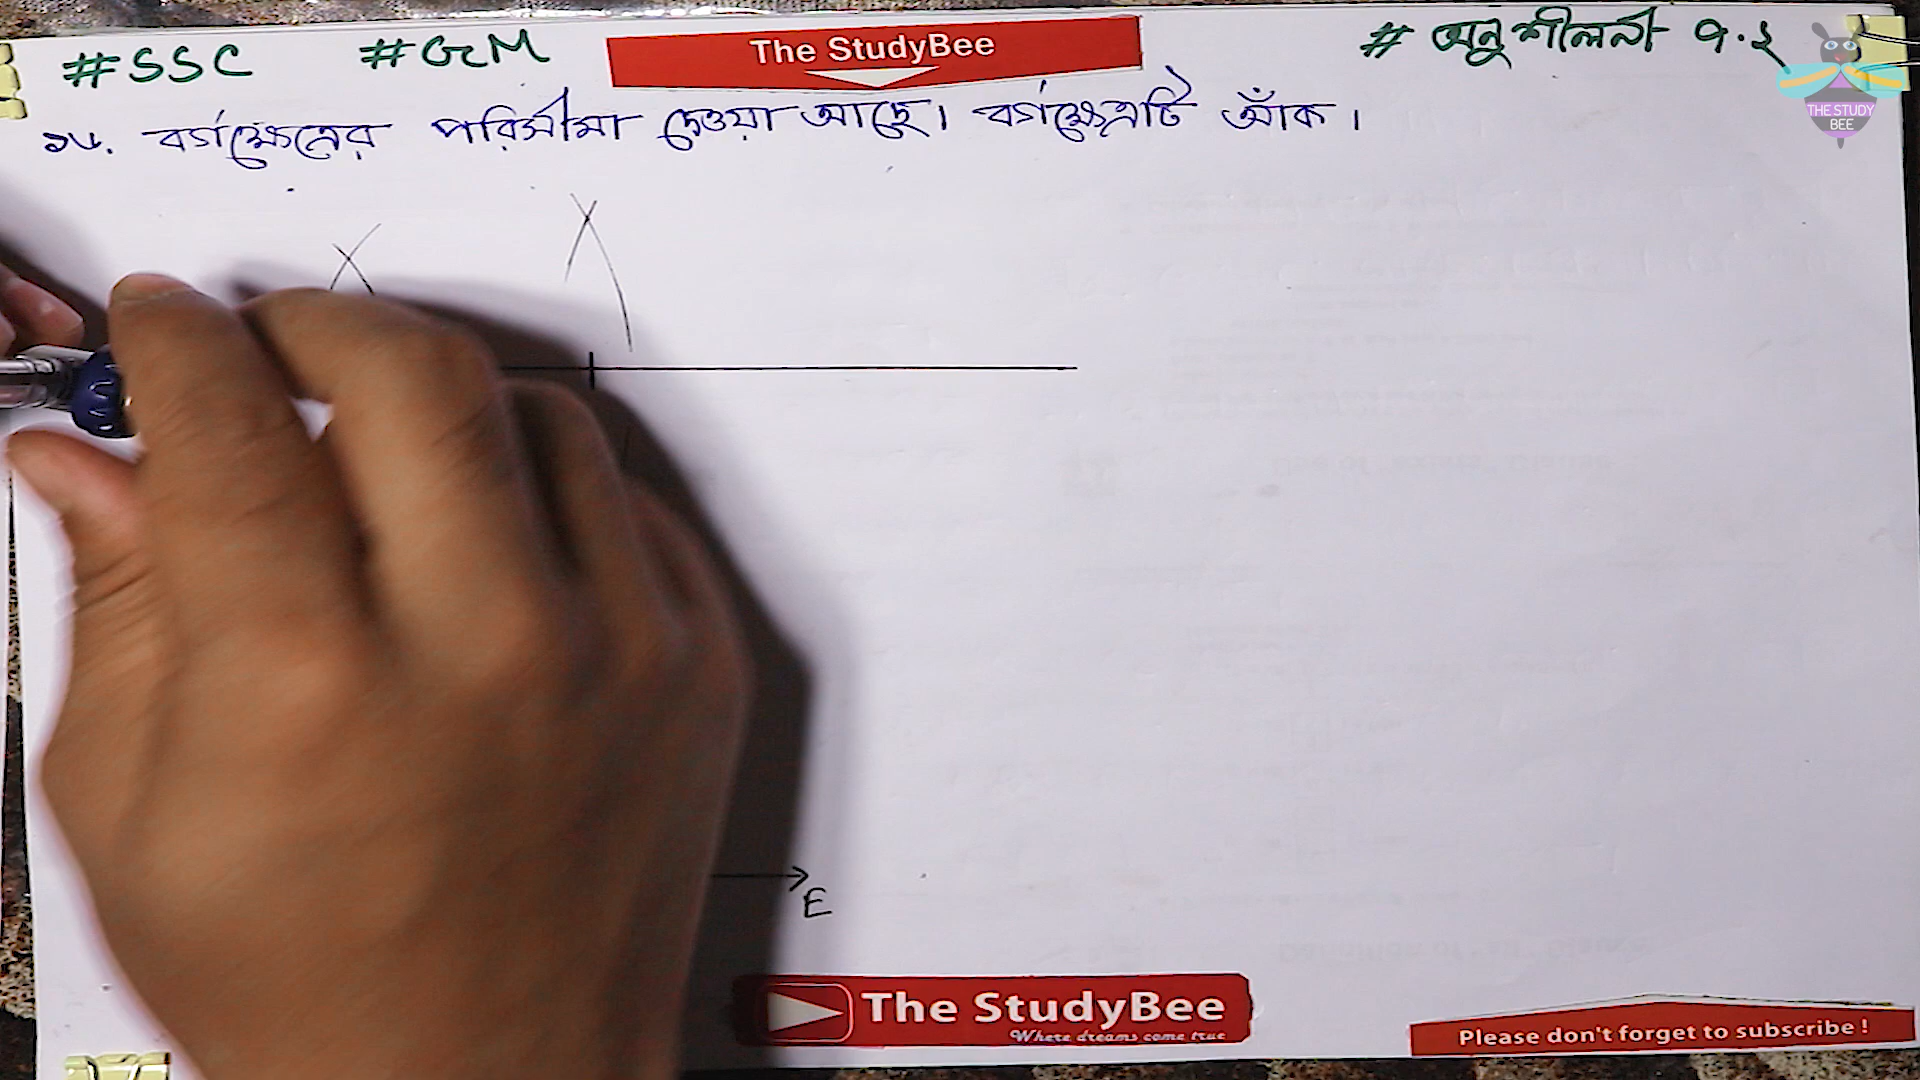 #SSC #GM The StudyBee # অনুশীলনী ৭.২
THE STUDY
BEE
১৮. বর্গক্ষেত্রের পরিসীমা দেওয়া আছে। বর্গক্ষেত্রটি আঁক।
E
The StudyBee
Where dreams come true
Please don't forget to subscribe !